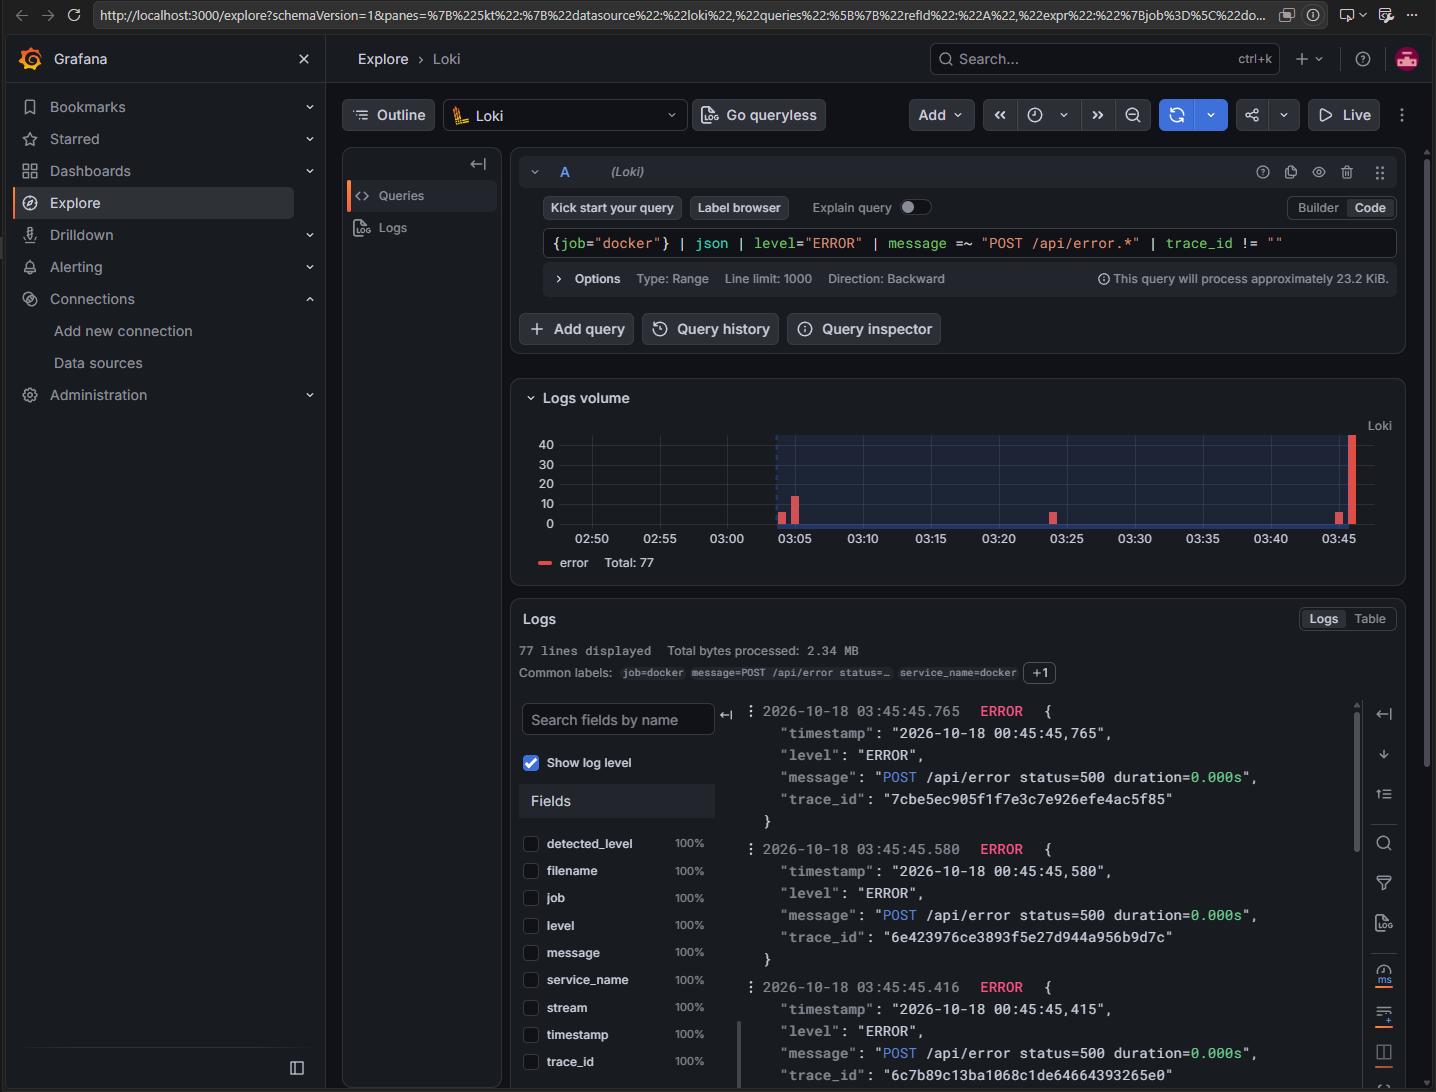 http://localhost:3000/explore?schemaVersion=1&panes=%7B%225kt%22:%7B%22datasource%22:%22loki%22,%22queries%22:%5B%7B%22refId%22:%22A%22,%22expr%22:%22%7Bjob%3D%5C%22do...
Grafana
Explore › Loki
Search... ctrl+k
Bookmarks
Starred
Dashboards
Explore
Drilldown
Alerting
Connections
Add new connection
Data sources
Administration
Outline
Loki
Go queryless
Add
Live
Queries
Logs
A (Loki)
Kick start your query
Label browser
Explain query
Builder
Code
{job="docker"} | json | level="ERROR" | message =~ "POST /api/error.*" | trace_id != ""
Options Type: Range Line limit: 1000 Direction: Backward
This query will process approximately 23.2 KiB.
Add query
Query history
Query inspector
Logs volume
Loki
40
30
20
10
0
02:50 02:55 03:00 03:05 03:10 03:15 03:20 03:25 03:30 03:35 03:40 03:45
error Total: 77
Logs
Logs Table
77 lines displayed Total bytes processed: 2.34 MB
Common labels: job=docker message=POST /api/error status=… service_name=docker +1
Search fields by name
Show log level
Fields
detected_level 100%
filename 100%
job 100%
level 100%
message 100%
service_name 100%
stream 100%
timestamp 100%
trace_id 100%
2026-10-18 03:45:45.765 ERROR {
"timestamp": "2026-10-18 00:45:45,765",
"level": "ERROR",
"message": "POST /api/error status=500 duration=0.000s",
"trace_id": "7cbe5ec905f1f7e3c7e926efe4ac5f85"
}
2026-10-18 03:45:45.580 ERROR {
"timestamp": "2026-10-18 00:45:45,580",
"level": "ERROR",
"message": "POST /api/error status=500 duration=0.000s",
"trace_id": "6e423976ce3893f5e27d944a956b9d7c"
}
2026-10-18 03:45:45.416 ERROR {
"timestamp": "2026-10-18 00:45:45,415",
"level": "ERROR",
"message": "POST /api/error status=500 duration=0.000s",
"trace_id": "6c7b89c13ba1068c1de64664393265e0"
LOG
ms